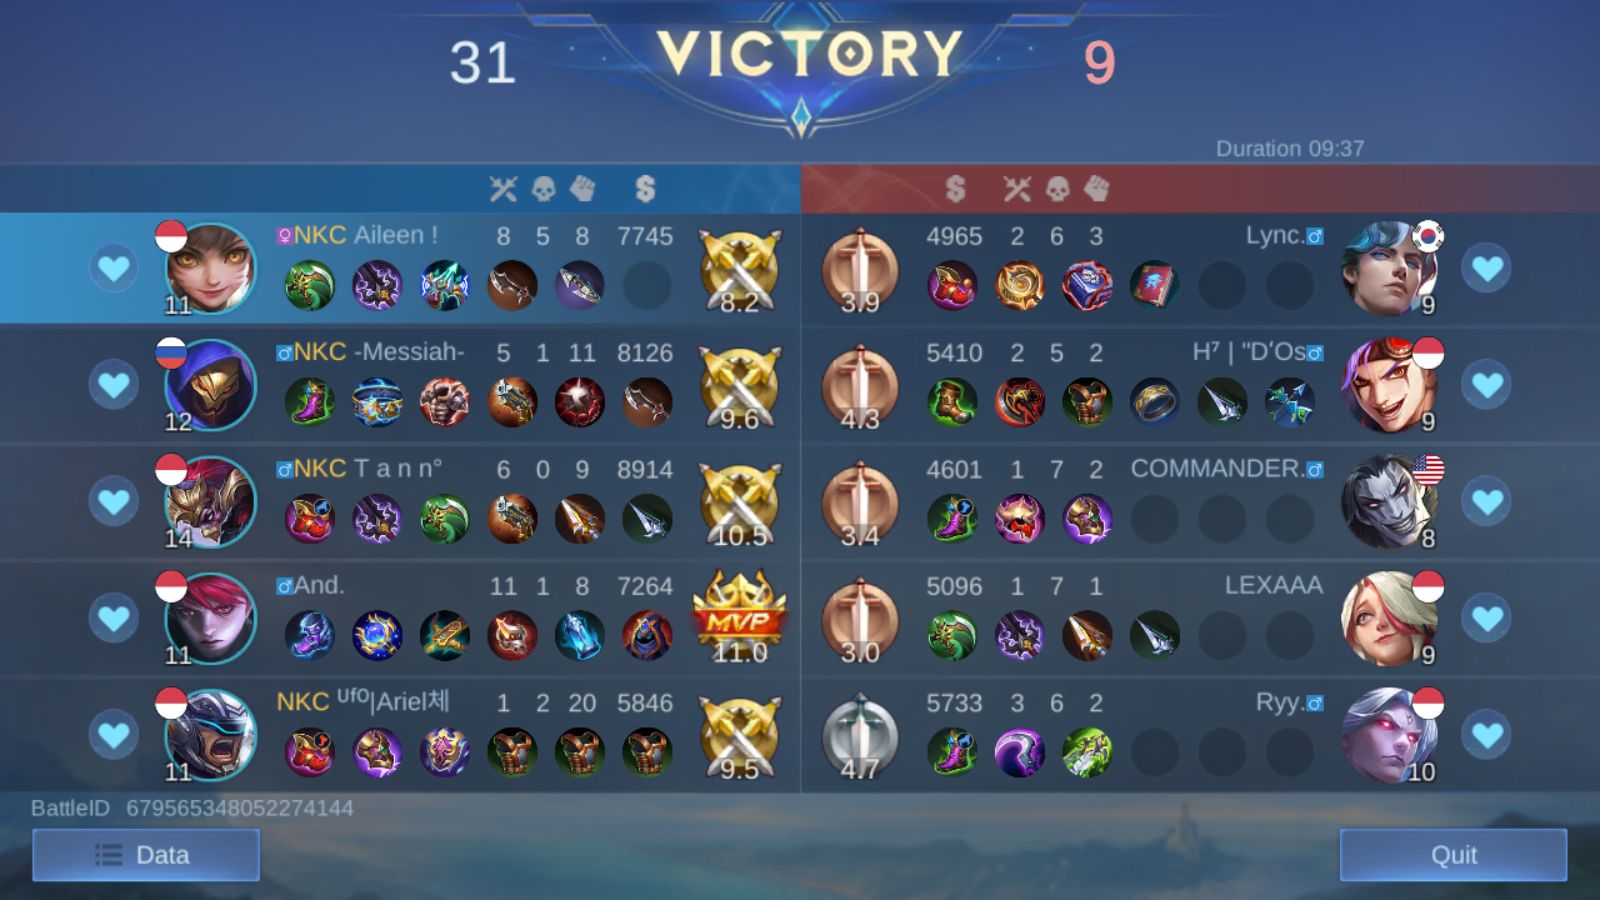 31 VICTORY 9
Duration 09:37
NKC Aileen ! 8 5 8 7745
11 8.2
4965 2 6 3 Lync.
3.9 9
NKC -Messiah- 5 1 11 8126
12 9.6
5410 2 5 2 H⁷ | "D'Os
4.3 9
NKC T a n n° 6 0 9 8914
14 10.5
4601 1 7 2 COMMANDER.
3.4 8
And. 11 1 8 7264
11 MVP 11.0
5096 1 7 1 LEXAAA
3.0 9
NKC ᵁᶠᴼ|Ariel체 1 2 20 5846
11 9.5
5733 3 6 2 Ryy.
4.7 10
BattleID 679565348052274144
Data Quit